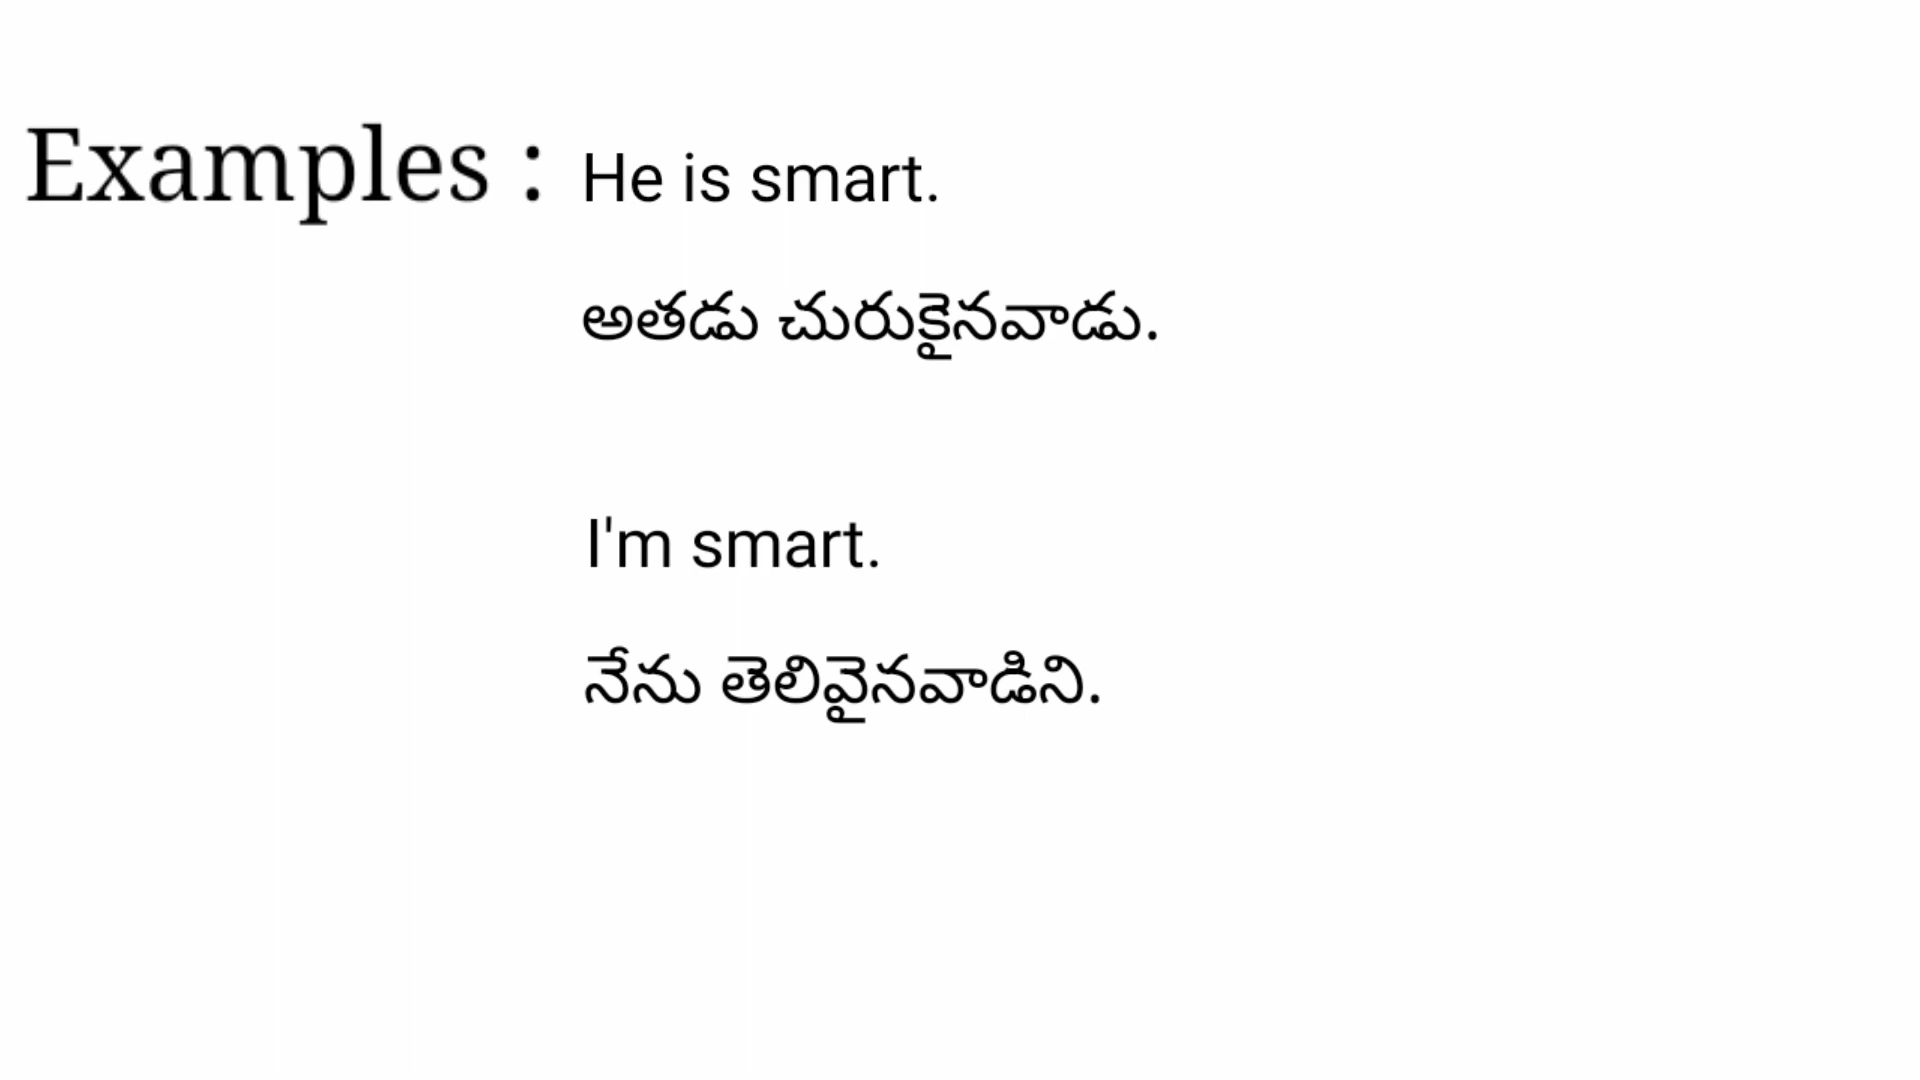 Examples : He is smart.
అతడు చురుకైనవాడు.
I'm smart.
నేను తెలివైనవాడిని.